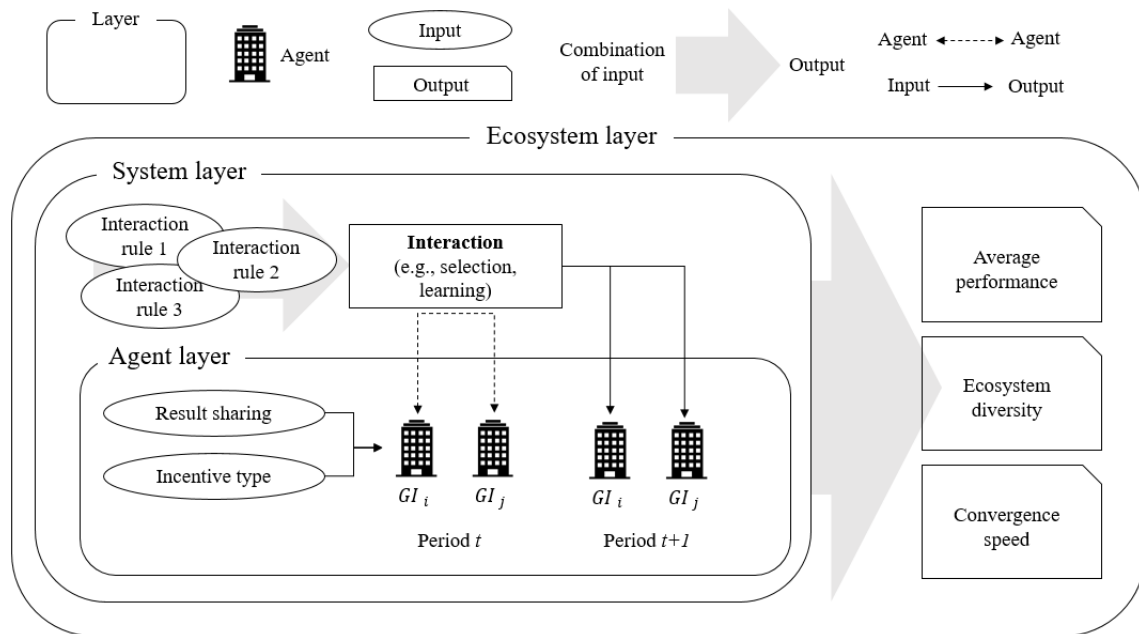 Layer
Agent
Input
Output
Combination
of input
Output
Agent
Agent
Input
Output
Ecosystem layer
System layer
Interaction
rule 1
Interaction
rule 2
Interaction
rule 3
Interaction
(e.g., selection,
learning)
Agent layer
Result sharing
Incentive type
GI i
GI j
GI i
GI j
Period t
Period t+1
Average
performance
Ecosystem
diversity
Convergence
speed